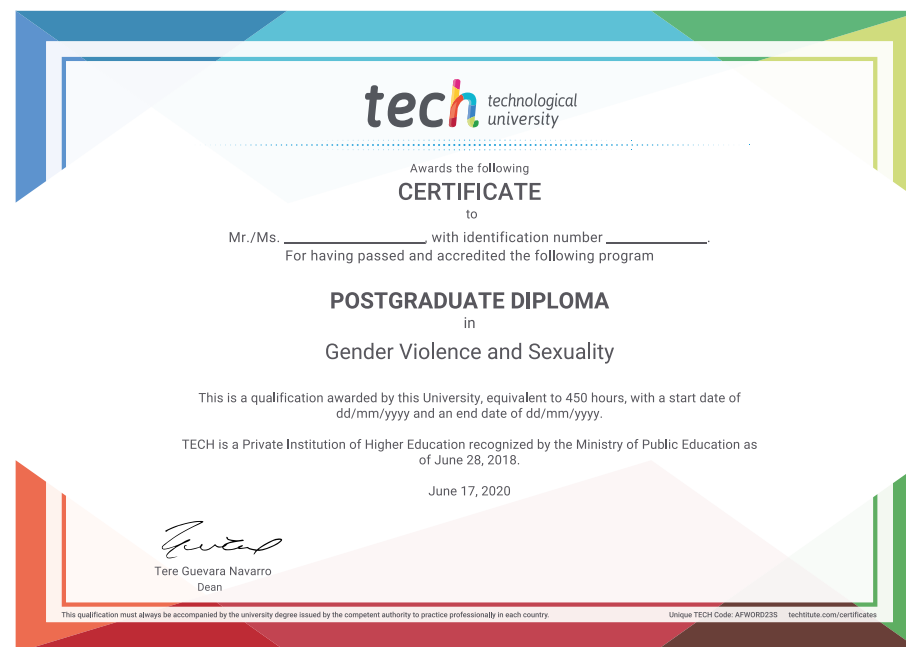 tech technological
university
Awards the following
CERTIFICATE
to
Mr./Ms. __________________, with identification number _____________.
For having passed and accredited the following program
POSTGRADUATE DIPLOMA
in
Gender Violence and Sexuality
This is a qualification awarded by this University, equivalent to 450 hours, with a start date of
dd/mm/yyyy and an end date of dd/mm/yyyy.
TECH is a Private Institution of Higher Education recognized by the Ministry of Public Education as
of June 28, 2018.
June 17, 2020
Tere Guevara Navarro
Dean
This qualification must always be accompanied by the university degree issued by the competent authority to practice professionally in each country. Unique TECH Code: AFWORD23S techtitute.com/certificates